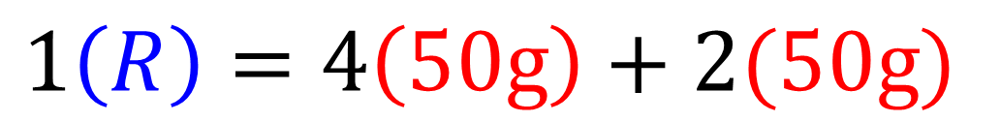 1(R) = 4(50g) + 2(50g)